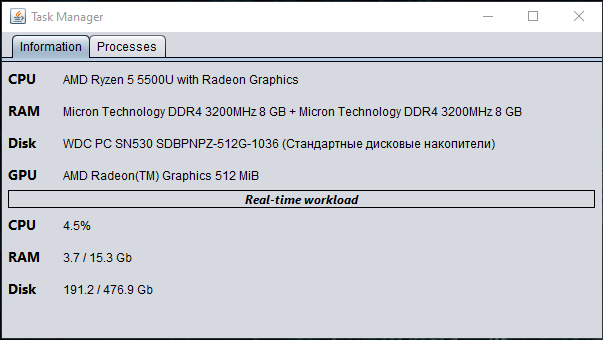 Task Manager
Information Processes
CPU AMD Ryzen 5 5500U with Radeon Graphics
RAM Micron Technology DDR4 3200MHz 8 GB + Micron Technology DDR4 3200MHz 8 GB
Disk WDC PC SN530 SDBPNPZ-512G-1036 (Стандартные дисковые накопители)
GPU AMD Radeon(TM) Graphics 512 MiB
Real-time workload
CPU 4.5%
RAM 3.7 / 15.3 Gb
Disk 191.2 / 476.9 Gb